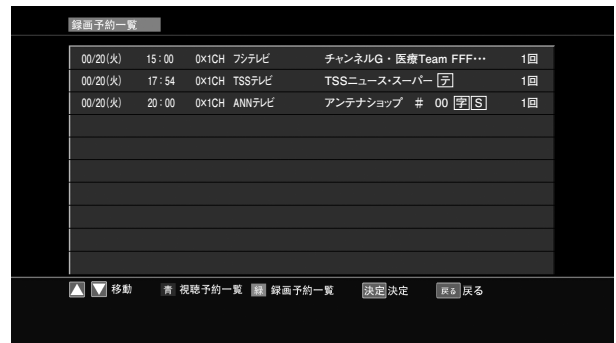 録画予約一覧
00/20(火) 15：00 0×1CH フジテレビ チャンネルG・医療Team FFF… 1回
00/20(火) 17：54 0×1CH TSSテレビ TSSニュース・スーパー テ 1回
00/20(火) 20：00 0×1CH ANNテレビ アンテナショップ ＃ 00 字 S 1回
▲ ▼ 移動 青 視聴予約一覧 緑 録画予約一覧 決定 決定 戻る 戻る